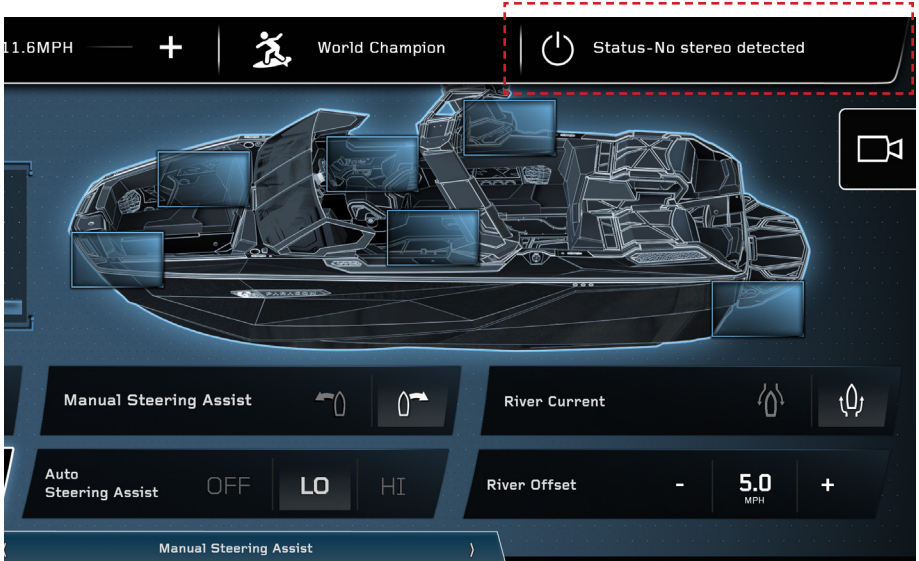 11.6MPH
+
World Champion
Status-No stereo detected
PARAGON
Manual Steering Assist
River Current
Auto
Steering Assist
OFF
LO
HI
River Offset
-
5.0
MPH
+
Manual Steering Assist